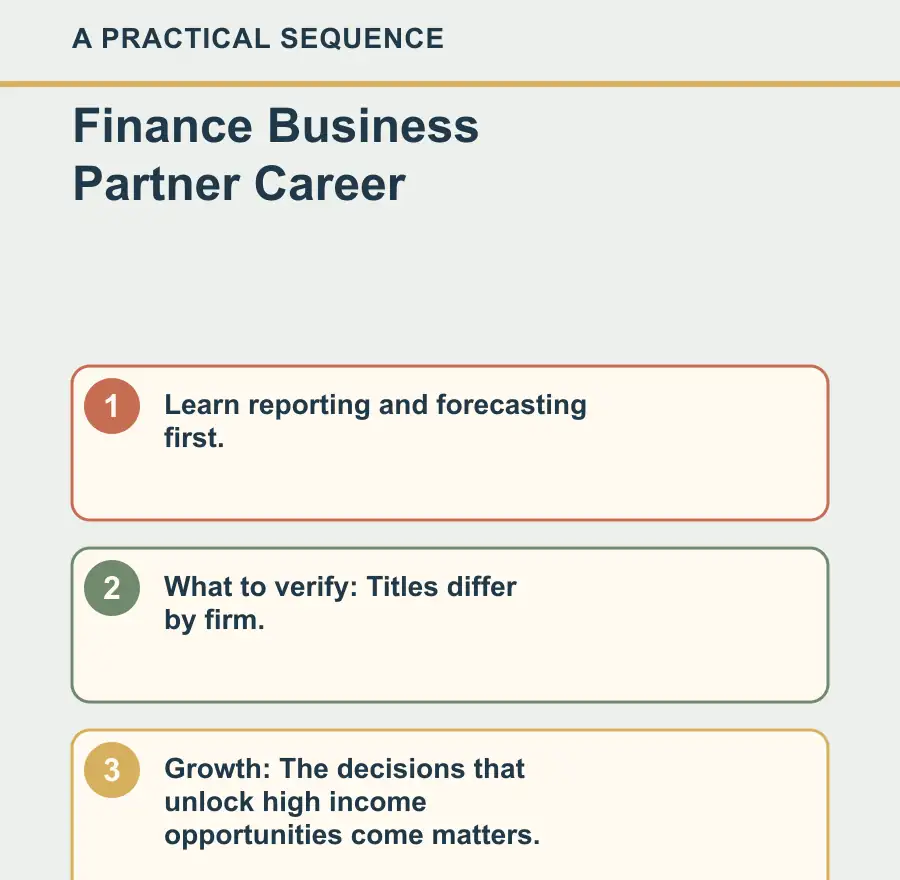 A PRACTICAL SEQUENCE
Finance Business
Partner Career
1
Learn reporting and forecasting
first.
2
What to verify: Titles differ
by firm.
3
Growth: The decisions that
unlock high income
opportunities come matters.